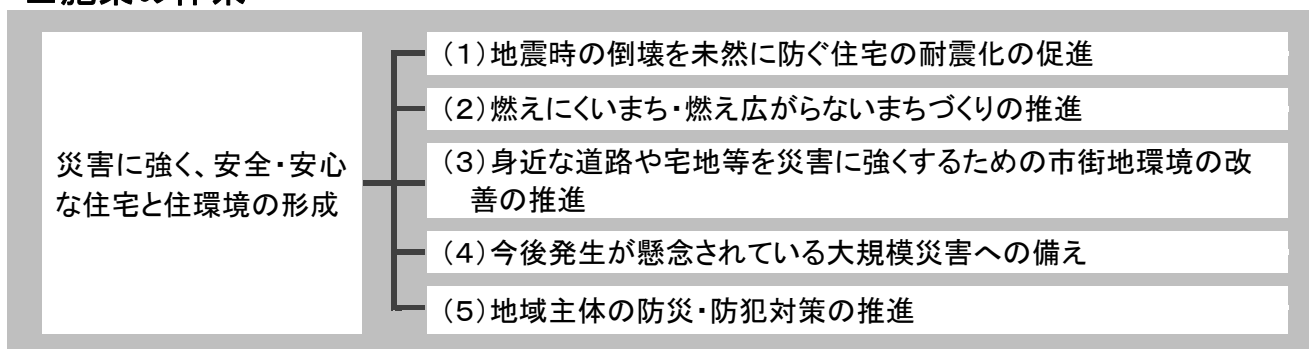 災害に強く、安全・安心
な住宅と住環境の形成
（１）地震時の倒壊を未然に防ぐ住宅の耐震化の促進
（２）燃えにくいまち・燃え広がらないまちづくりの推進
（３）身近な道路や宅地等を災害に強くするための市街地環境の改
善の推進
（４）今後発生が懸念されている大規模災害への備え
（５）地域主体の防災・防犯対策の推進